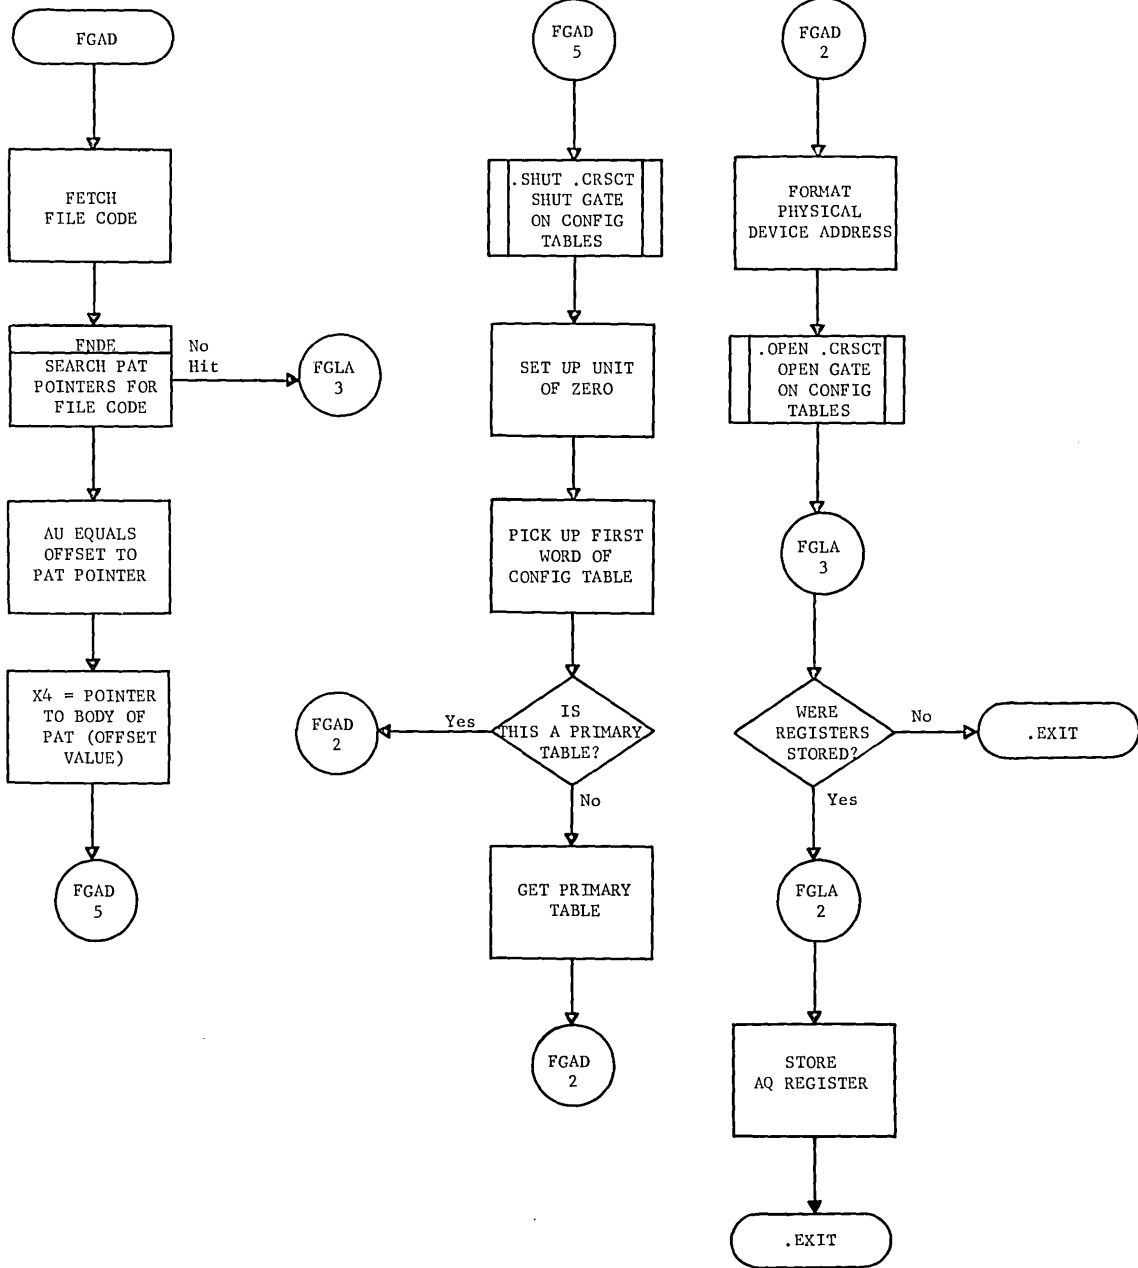 FGAD
FETCH
FILE CODE
FNDE
SEARCH PAT
POINTERS FOR
FILE CODE
No
Hit
FGLA
3
AU EQUALS
OFFSET TO
PAT POINTER
X4 = POINTER
TO BODY OF
PAT (OFFSET
VALUE)
FGAD
5
FGAD
5
.SHUT .CRSCT
SHUT GATE
ON CONFIG
TABLES
SET UP UNIT
OF ZERO
PICK UP FIRST
WORD OF
CONFIG TABLE
IS
THIS A PRIMARY
TABLE?
Yes
FGAD
2
No
GET PRIMARY
TABLE
FGAD
2
FGAD
2
FORMAT
PHYSICAL
DEVICE ADDRESS
.OPEN .CRSCT
OPEN GATE
ON CONFIG
TABLES
FGLA
3
WERE
REGISTERS
STORED?
No
.EXIT
Yes
FGLA
2
STORE
AQ REGISTER
.EXIT